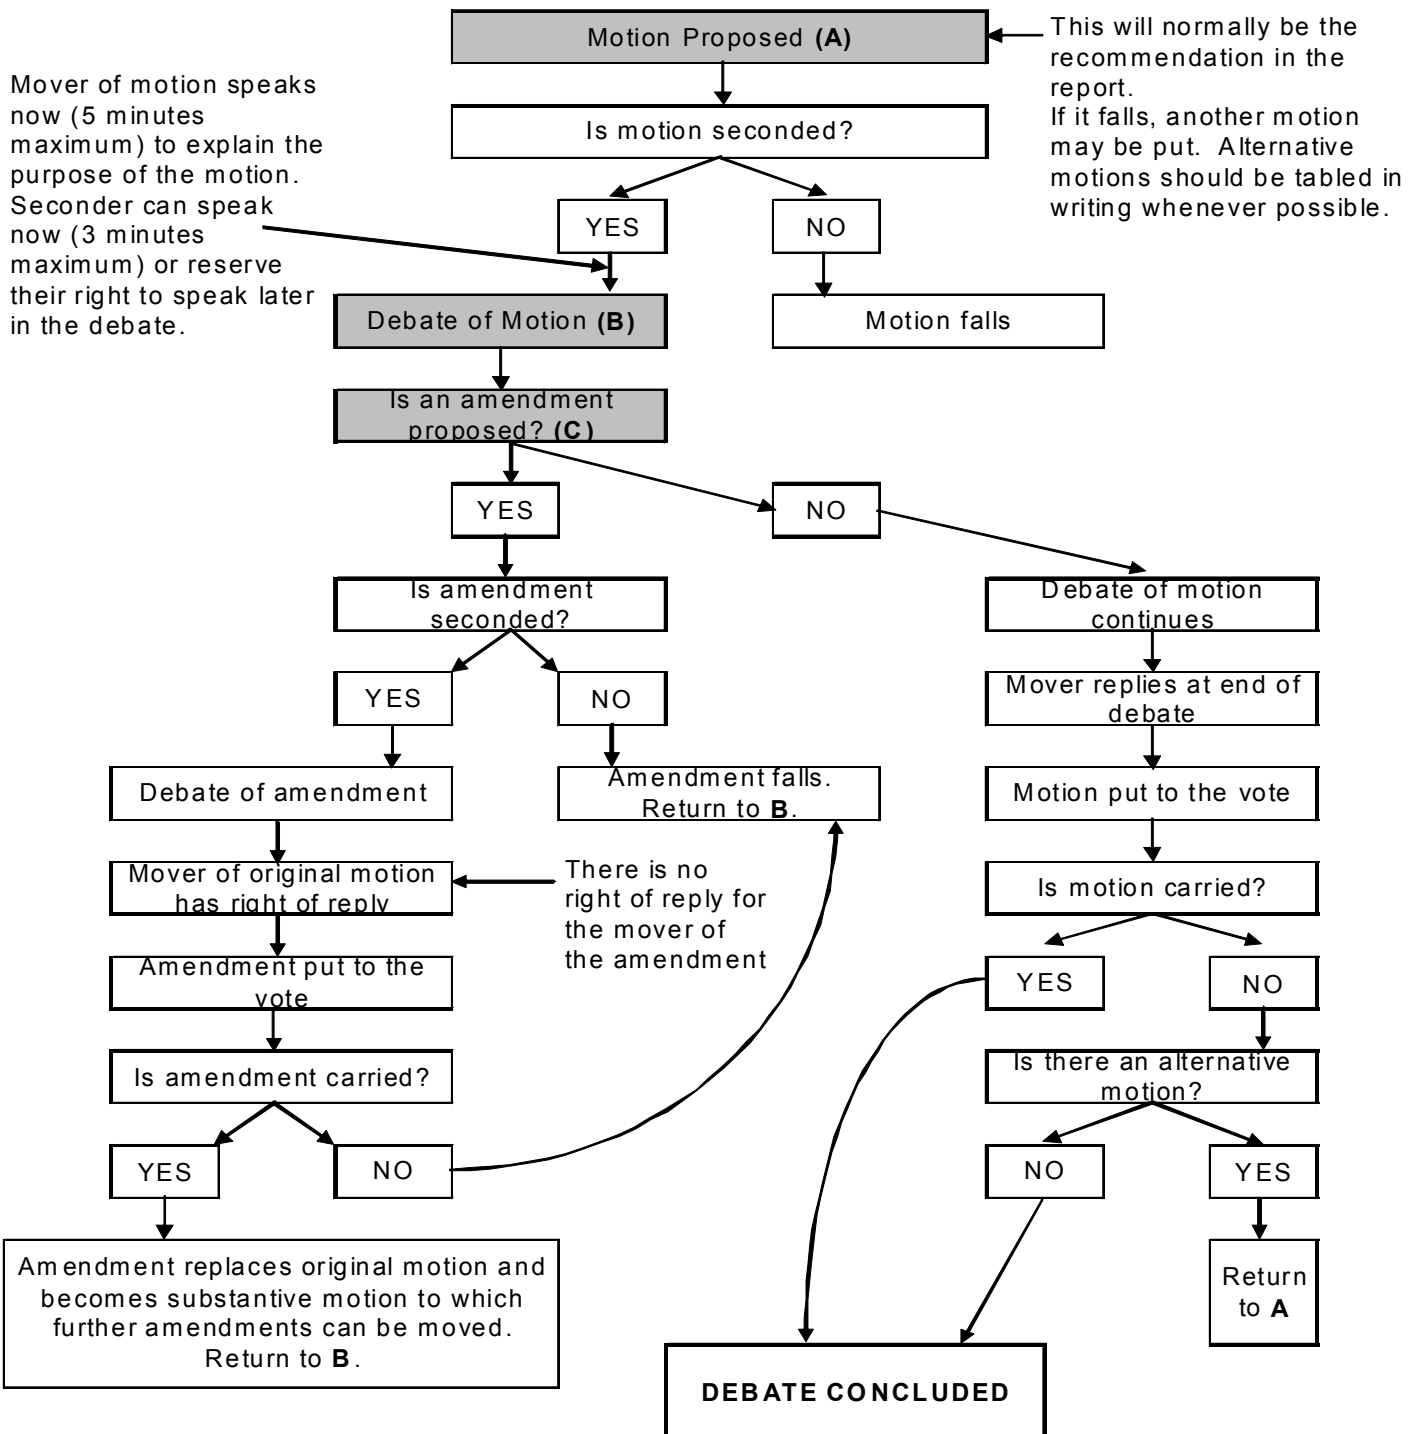 Motion Proposed (A)
This will normally be the
recommendation in the
report.
If it falls, another motion
may be put.  Alternative
motions should be tabled in
writing whenever possible.
Mover of motion speaks
now (5 minutes
maximum) to explain the
purpose of the motion.
Seconder can speak
now (3 minutes
maximum) or reserve
their right to speak later
in the debate.
Is motion seconded?
YES
NO
Debate of Motion (B)
Motion falls
Is an amendment
proposed? (C)
YES
NO
Is amendment
seconded?
Debate of motion
continues
YES
NO
Mover replies at end of
debate
Debate of amendment
Amendment falls.
Return to B.
Motion put to the vote
Mover of original motion
has right of reply
There is no
right of reply for
the mover of
the amendment
Is motion carried?
Amendment put to the
vote
YES
NO
Is amendment carried?
Is there an alternative
motion?
YES
NO
NO
YES
Amendment replaces original motion and
becomes substantive motion to which
further amendments can be moved.
Return to B.
Return
to A
DEBATE CONCLUDED